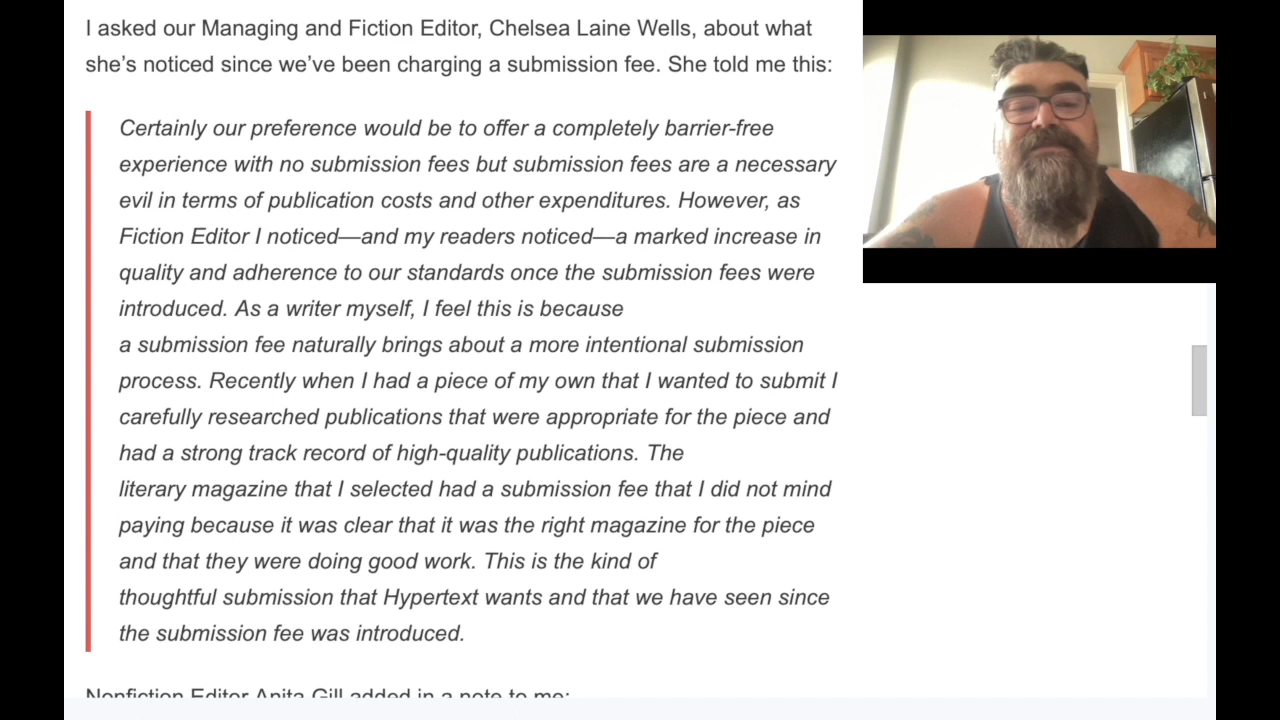 I asked our Managing and Fiction Editor, Chelsea Laine Wells, about what
she’s noticed since we’ve been charging a submission fee. She told me this:
Certainly our preference would be to offer a completely barrier-free
experience with no submission fees but submission fees are a necessary
evil in terms of publication costs and other expenditures. However, as
Fiction Editor I noticed—and my readers noticed—a marked increase in
quality and adherence to our standards once the submission fees were
introduced. As a writer myself, I feel this is because
a submission fee naturally brings about a more intentional submission
process. Recently when I had a piece of my own that I wanted to submit I
carefully researched publications that were appropriate for the piece and
had a strong track record of high-quality publications. The
literary magazine that I selected had a submission fee that I did not mind
paying because it was clear that it was the right magazine for the piece
and that they were doing good work. This is the kind of
thoughtful submission that Hypertext wants and that we have seen since
the submission fee was introduced.
Nonfiction Editor Anita Gill added in a note to me: